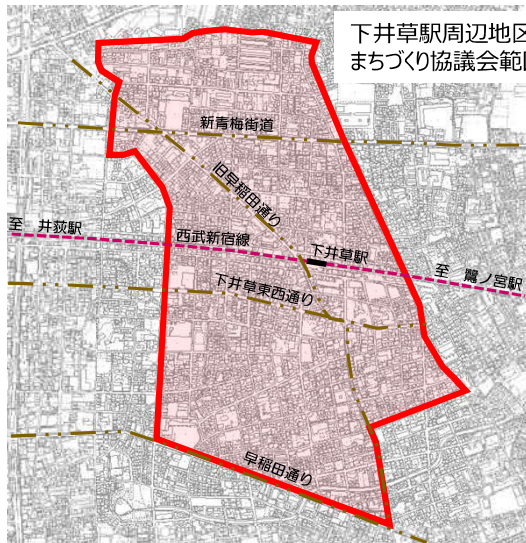 下井草駅周辺地区
まちづくり協議会範
新青梅街道
旧早稲田通り
至 井荻駅
西武新宿線
下井草駅
至 鷺ノ宮駅
下井草東西通り
早稲田通り